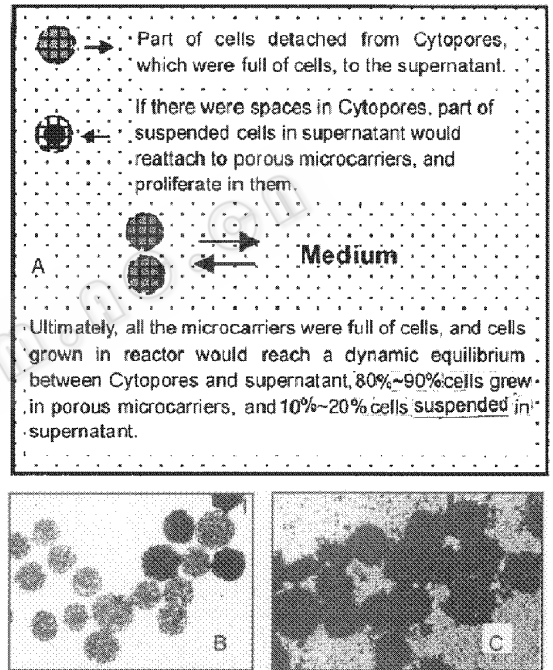 Part of cells detached from Cytopores,
which were full of cells, to the supernatant.
If there were spaces in Cytopores, part of
suspended cells in supernatant would
reattach to porous microcarriers, and
proliferate in them.
A
Medium
Ultimately, all the microcarriers were full of cells, and cells
grown in reactor would reach a dynamic equilibrium
between Cytopores and supernatant, 80%~90% cells grew
in porous microcarriers, and 10%~20% cells suspended in
supernatant.
B
C